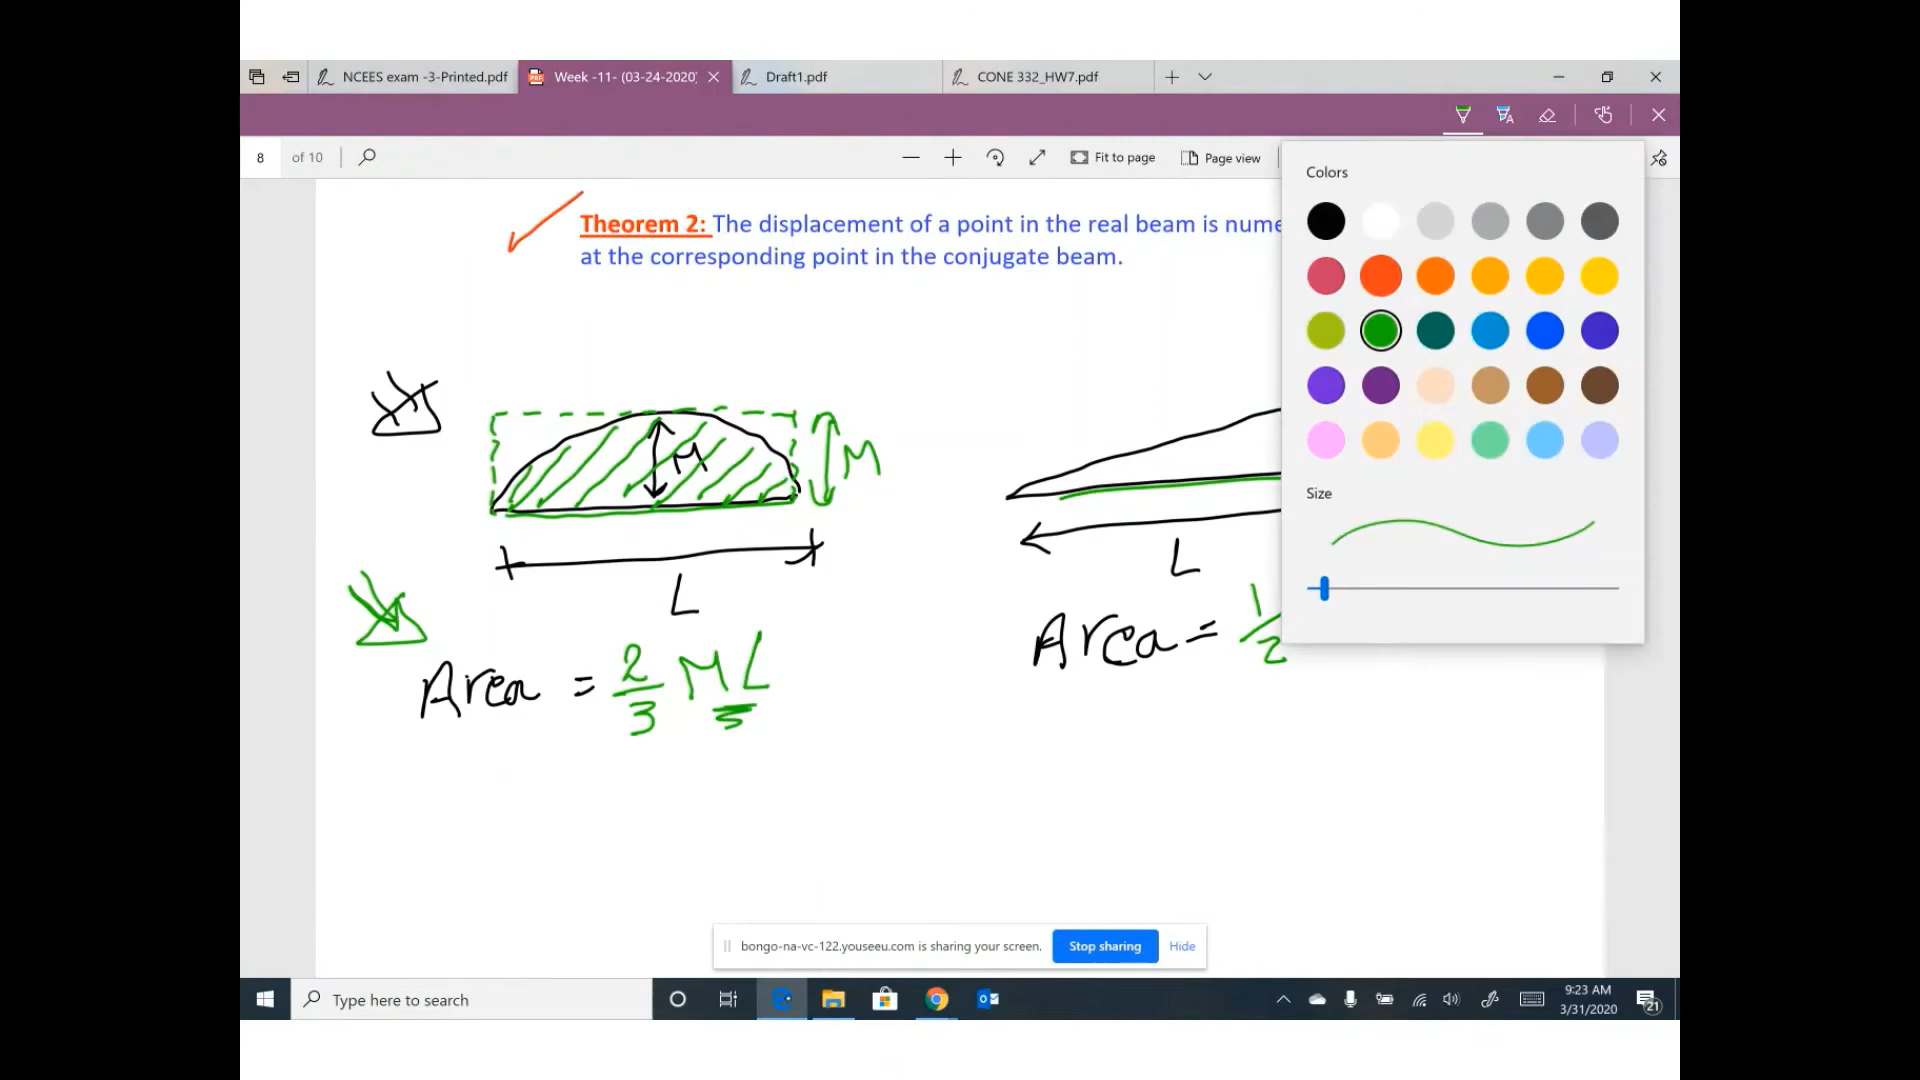 NCEES exam -3-Printed.pdf
Week -11- (03-24-2020)
Draft1.pdf
CONE 332_HW7.pdf
8 of 10
Fit to page
Page view
Colors
Theorem 2: The displacement of a point in the real beam is nume
at the corresponding point in the conjugate beam.
M
M
Size
L
L
Area = 1/2
Area = 2/3 ML
bongo-na-vc-122.youseeu.com is sharing your screen.
Stop sharing
Hide
Type here to search
9:23 AM
3/31/2020
21